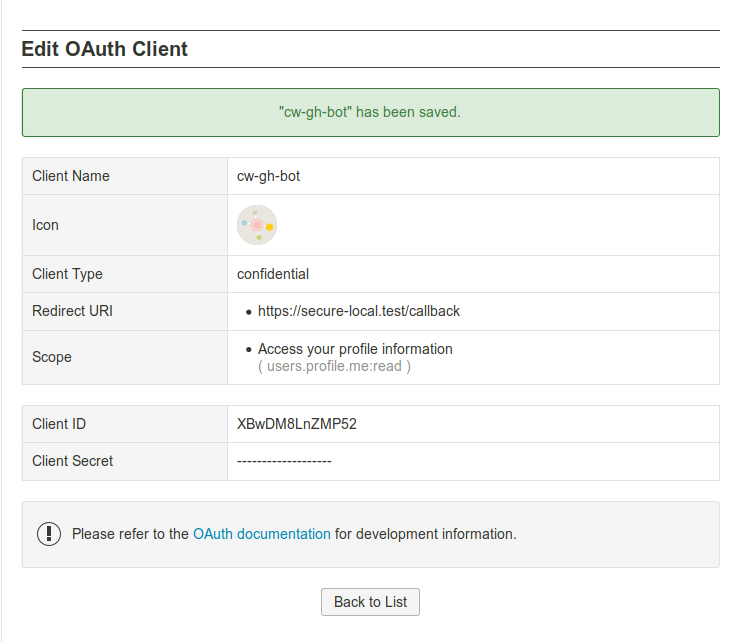 Edit OAuth Client
"cw-gh-bot" has been saved.
Client Name cw-gh-bot
Icon
Client Type confidential
Redirect URI • https://secure-local.test/callback
Scope • Access your profile information
( users.profile.me:read )
Client ID XBwDM8LnZMP52
Client Secret -------------------
Please refer to the OAuth documentation for development information.
Back to List